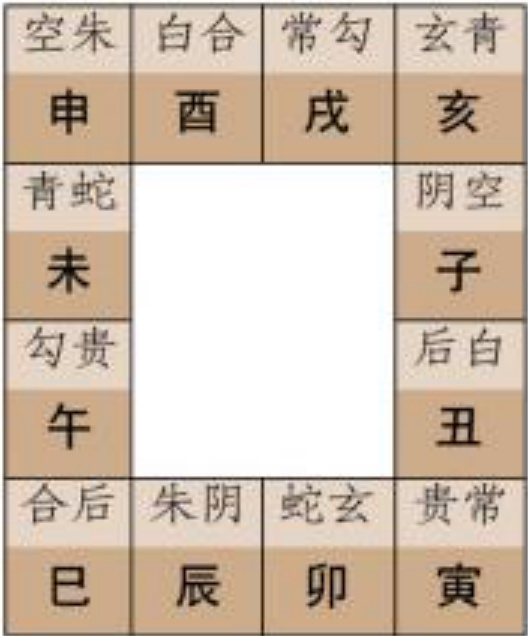 空朱 白合 常勾 玄青
申 酉 戌 亥
青蛇 阴空
未 子
勾贵 后白
午 丑
合后 朱阴 蛇玄 贵常
巳 辰 卯 寅